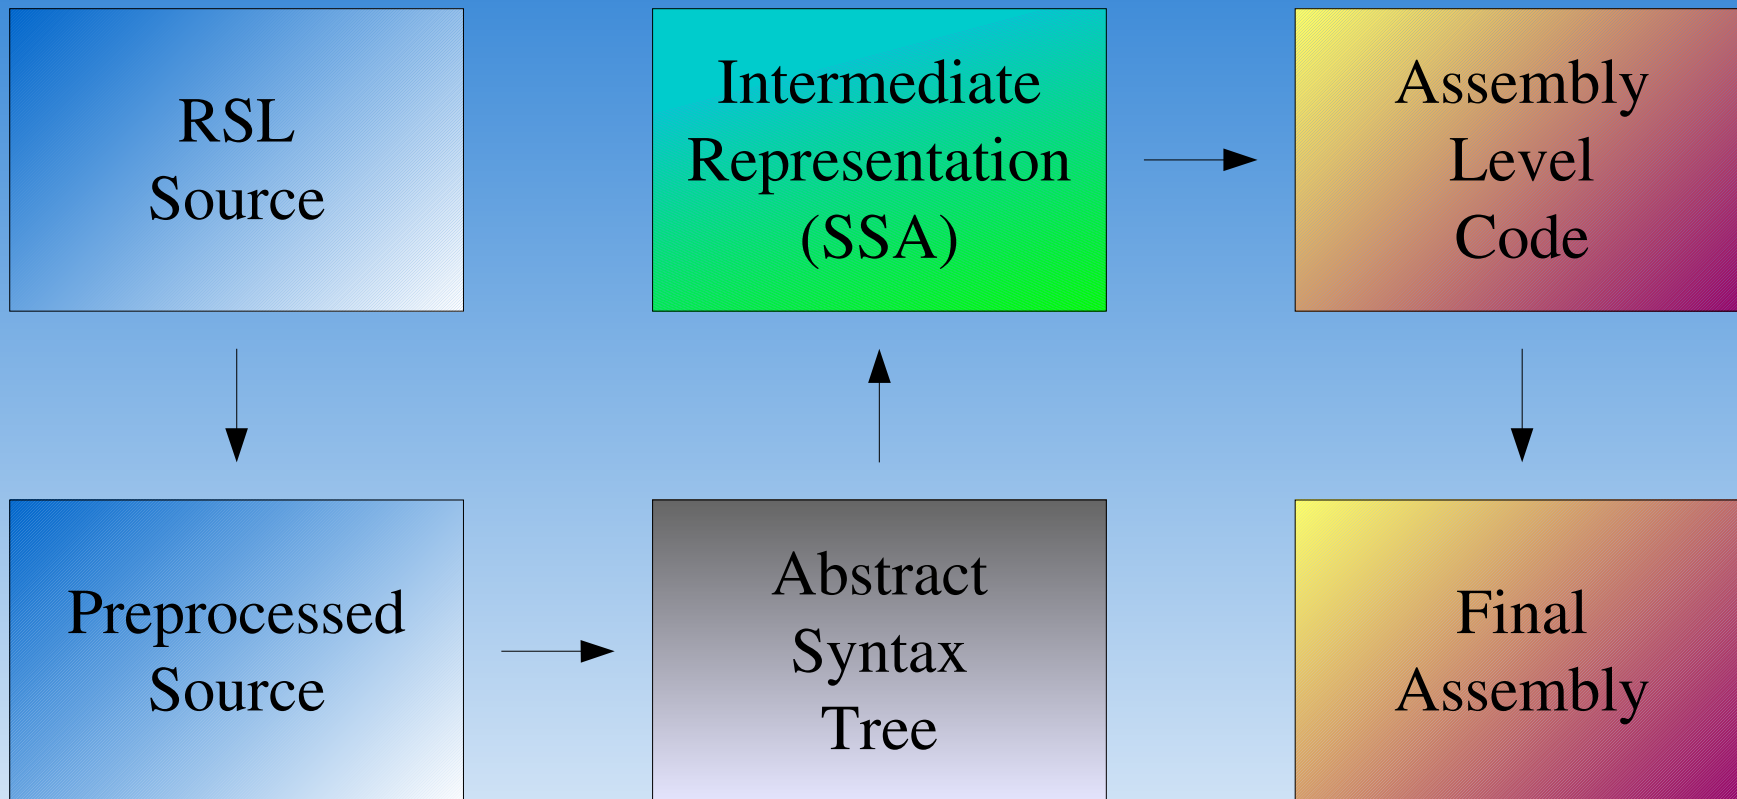 RSL
Source
Preprocessed
Source
Abstract
Syntax
Tree
Intermediate
Representation
(SSA)
Assembly
Level
Code
Final
Assembly